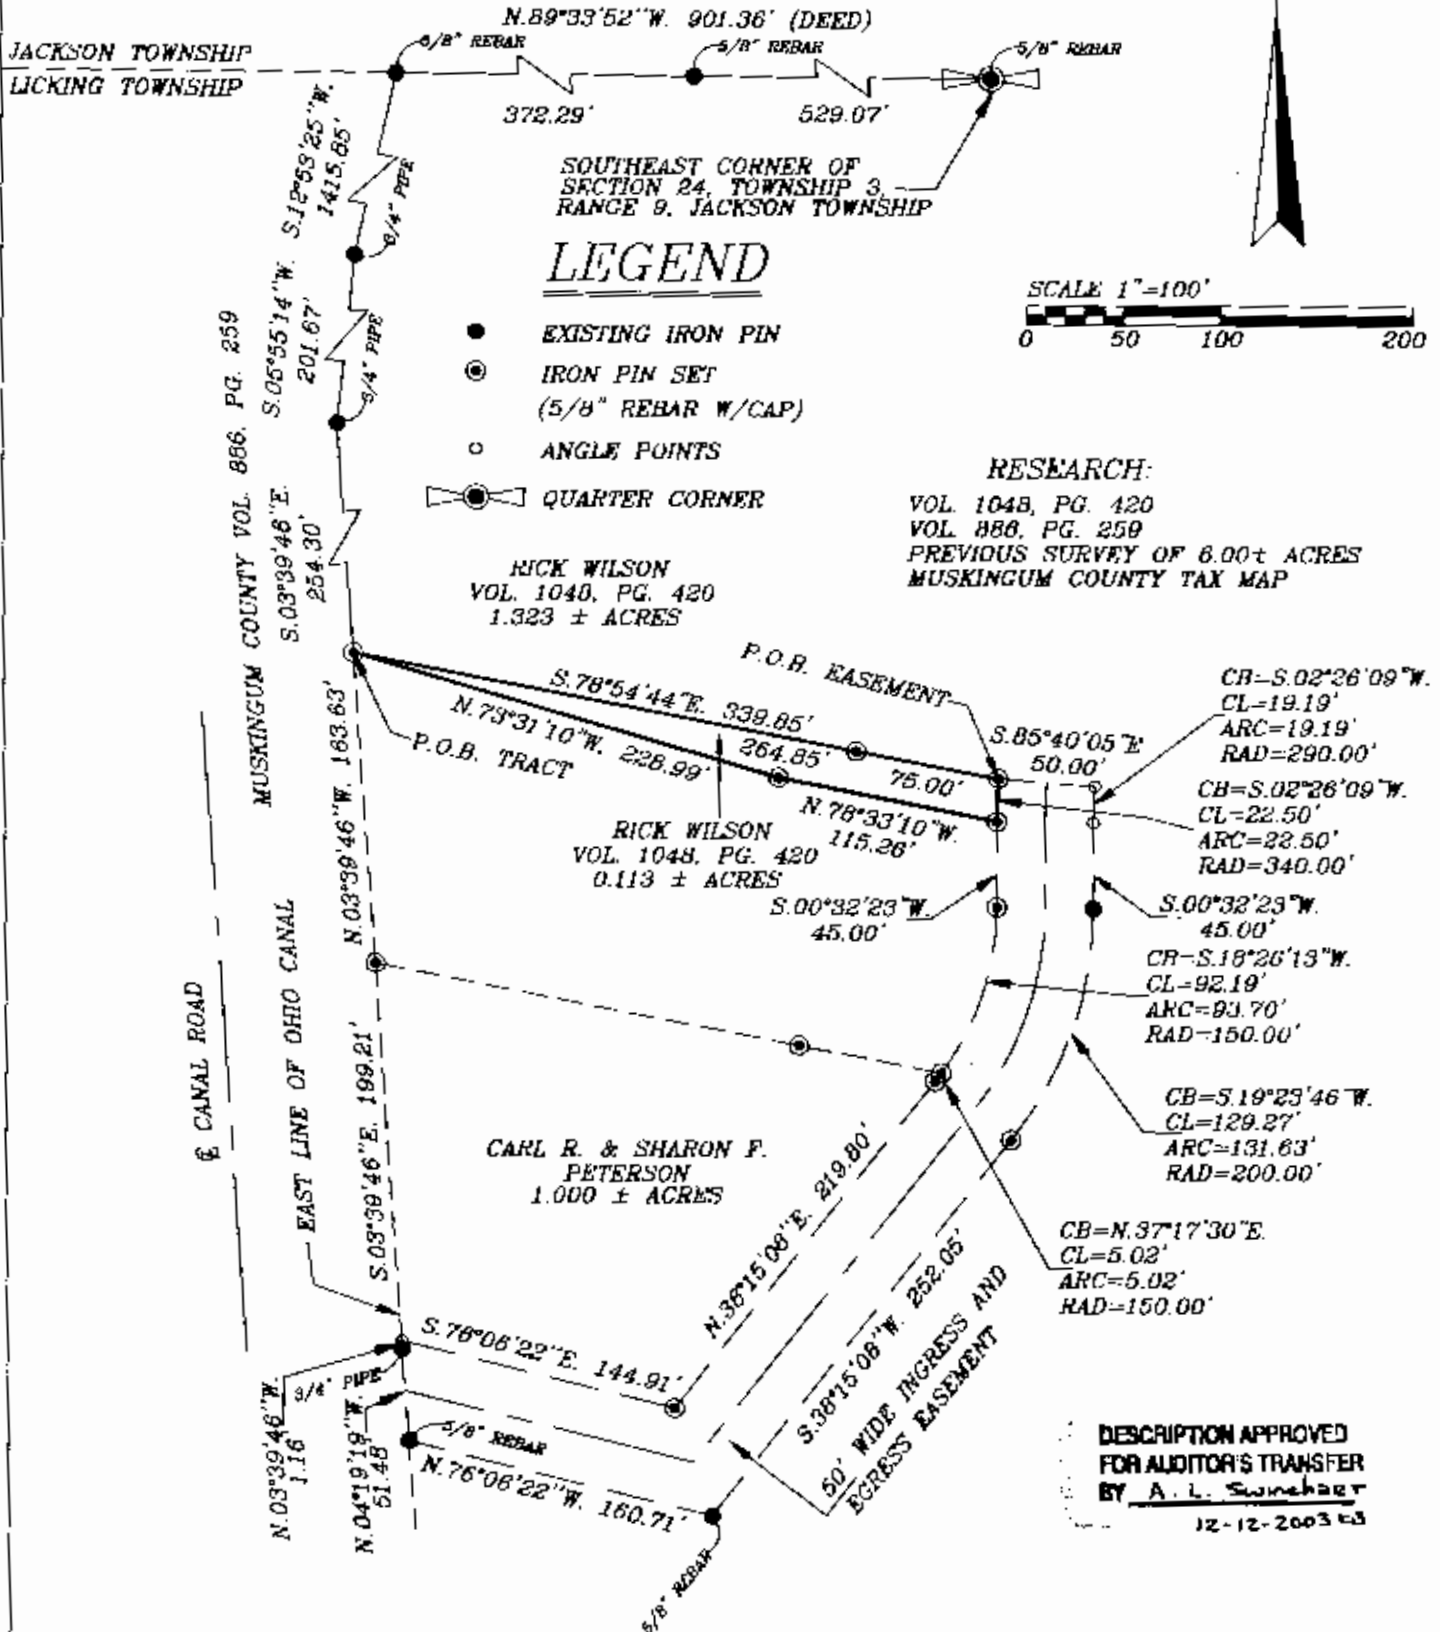 N.89°33'52"W. 901.36' (DEED)
JACKSON TOWNSHIP
LICKING TOWNSHIP
5/8" REBAR
5/8" REBAR
5/8" REBAR
372.29'
529.07'
S.12°53'25"W.
1415.85'
3/4" PIPE
SOUTHEAST CORNER OF
SECTION 24, TOWNSHIP 3,
RANGE 9, JACKSON TOWNSHIP
LEGEND
EXISTING IRON PIN
IRON PIN SET
(5/8" REBAR W/CAP)
ANGLE POINTS
QUARTER CORNER
SCALE 1"=100'
0 50 100 200
S.05°55'14"W.
201.67'
3/4" PIPE
MUSKINGUM COUNTY VOL. 886, PG. 259
S.03°39'46"E.
254.30'
RESEARCH:
VOL. 1048, PG. 420
VOL. 886, PG. 259
PREVIOUS SURVEY OF 6.00± ACRES
MUSKINGUM COUNTY TAX MAP
RICK WILSON
VOL. 1048, PG. 420
1.323 ± ACRES
P.O.B. EASEMENT
S.78°54'44"E. 339.85'
N.73°31'10"W. 228.99'
264.85'
75.00'
P.O.B. TRACT
N.78°33'10"W.
115.26'
S.85°40'05"E
50.00'
CB=S.02°26'09"W.
CL=19.19'
ARC=19.19'
RAD=290.00'
CB=S.02°26'09"W.
CL=22.50'
ARC=22.50'
RAD=340.00'
RICK WILSON
VOL. 1048, PG. 420
0.113 ± ACRES
N.03°39'46"W. 163.63'
S.00°32'23"W.
45.00'
S.00°32'23"W.
45.00'
CB=S.18°26'13"W.
CL=92.19'
ARC=93.70'
RAD=150.00'
℄ CANAL ROAD
EAST LINE OF OHIO CANAL
S.03°39'46"E. 199.21'
CARL R. & SHARON F.
PETERSON
1.000 ± ACRES
CB=S.19°23'46"W.
CL=129.27'
ARC=131.63'
RAD=200.00'
CB=N.37°17'30"E.
CL=5.02'
ARC=5.02'
RAD=150.00'
N.38°15'08"E. 219.80'
S.38°15'08"W. 252.05'
50' WIDE INGRESS AND
EGRESS EASEMENT
S.76°06'22"E. 144.91'
3/4" PIPE
N.03°39'46"W.
1.16'
N.04°19'19"W.
51.48'
5/8" REBAR
N.76°06'22"W. 160.71'
5/8" REBAR
DESCRIPTION APPROVED
FOR AUDITOR'S TRANSFER
BY A. L. Swinehart
12-12-2003